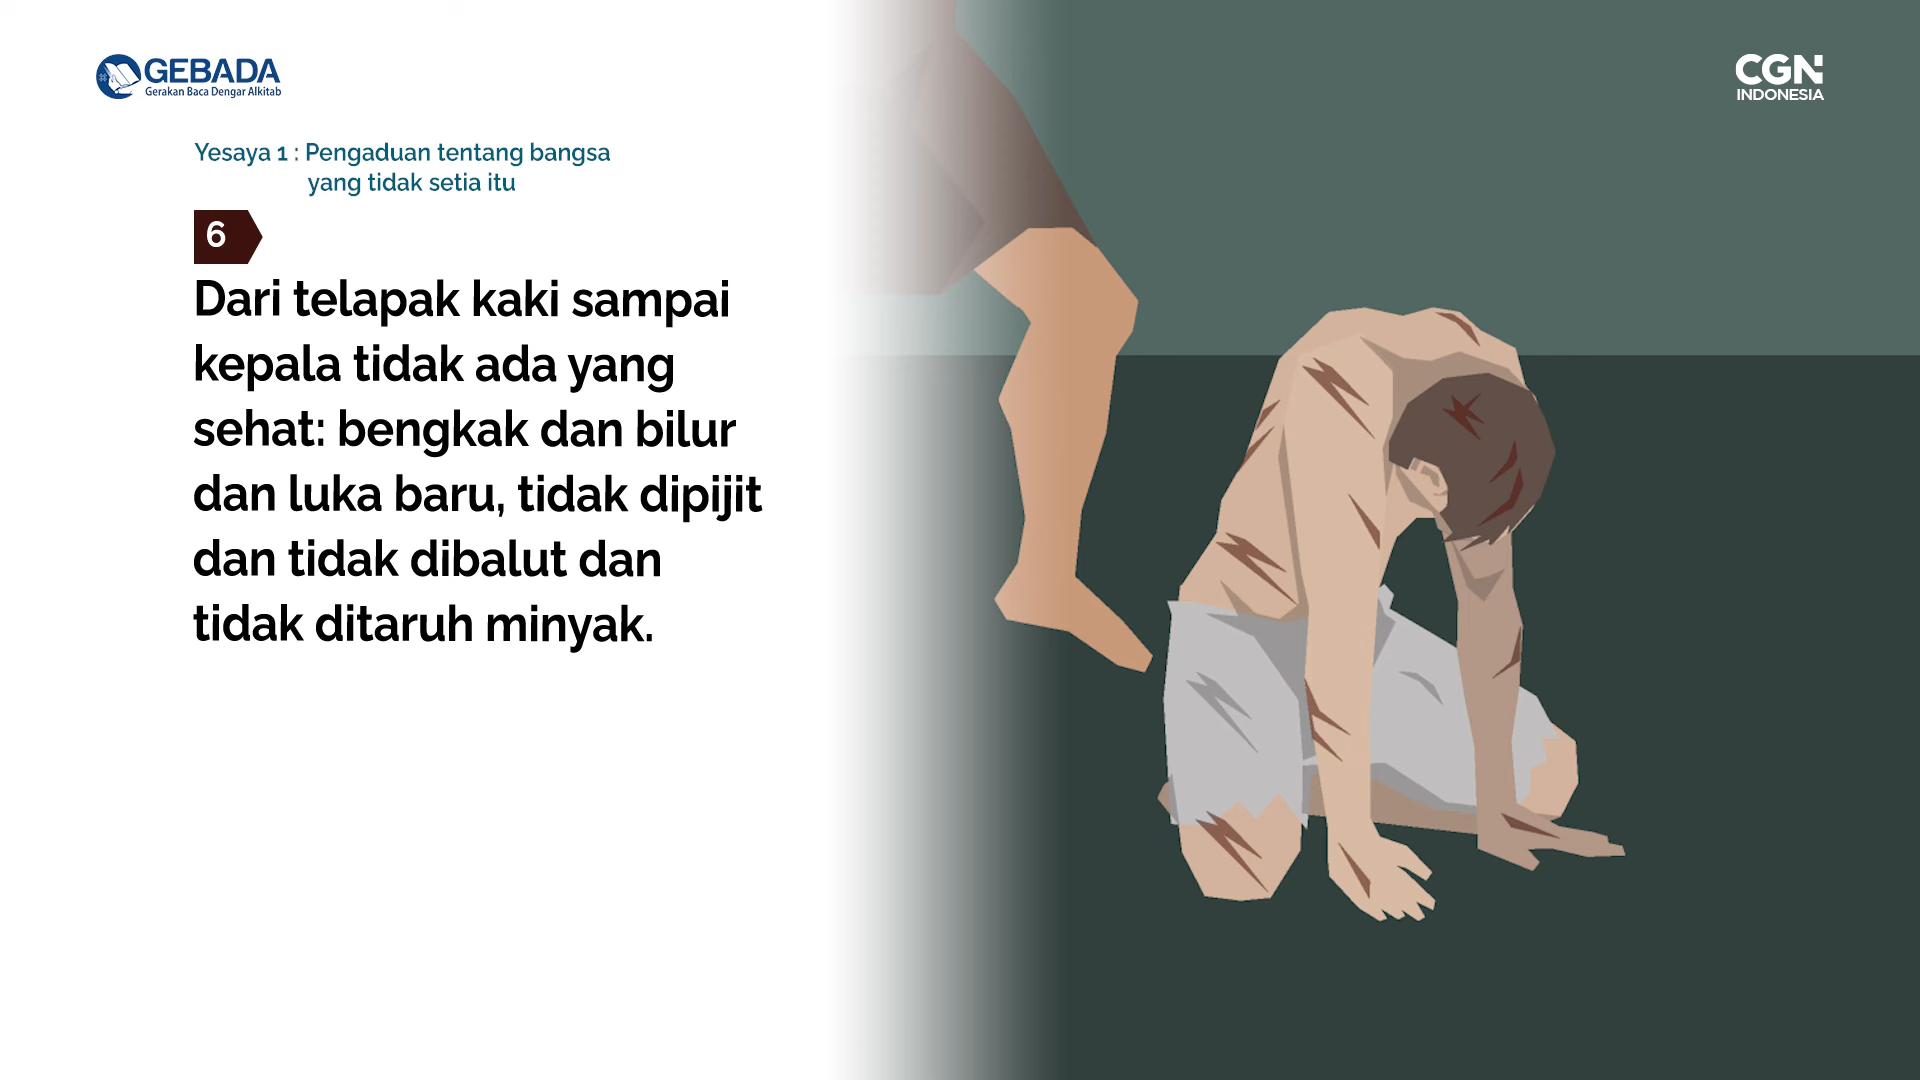 GEBADA
Gerakan Baca Dengar Alkitab
CGN
INDONESIA
Yesaya 1 : Pengaduan tentang bangsa
yang tidak setia itu
6
Dari telapak kaki sampai
kepala tidak ada yang
sehat: bengkak dan bilur
dan luka baru, tidak dipijit
dan tidak dibalut dan
tidak ditaruh minyak.